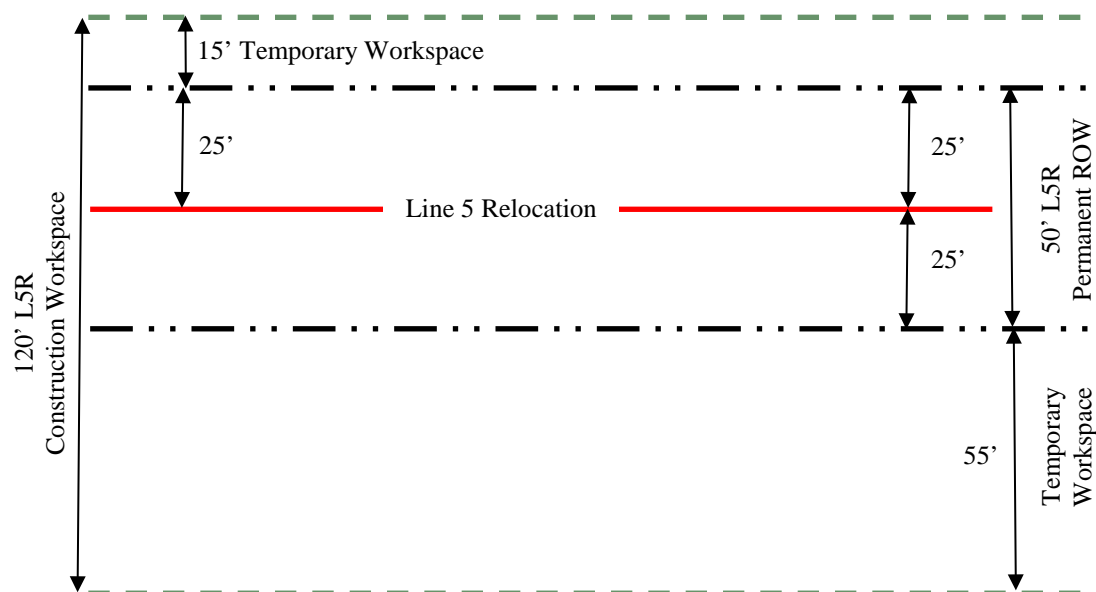 15’ Temporary Workspace
25’
25’
Line 5 Relocation
25’
50’ L5R
Permanent ROW
120’ L5R
Construction Workspace
55’
Temporary
Workspace